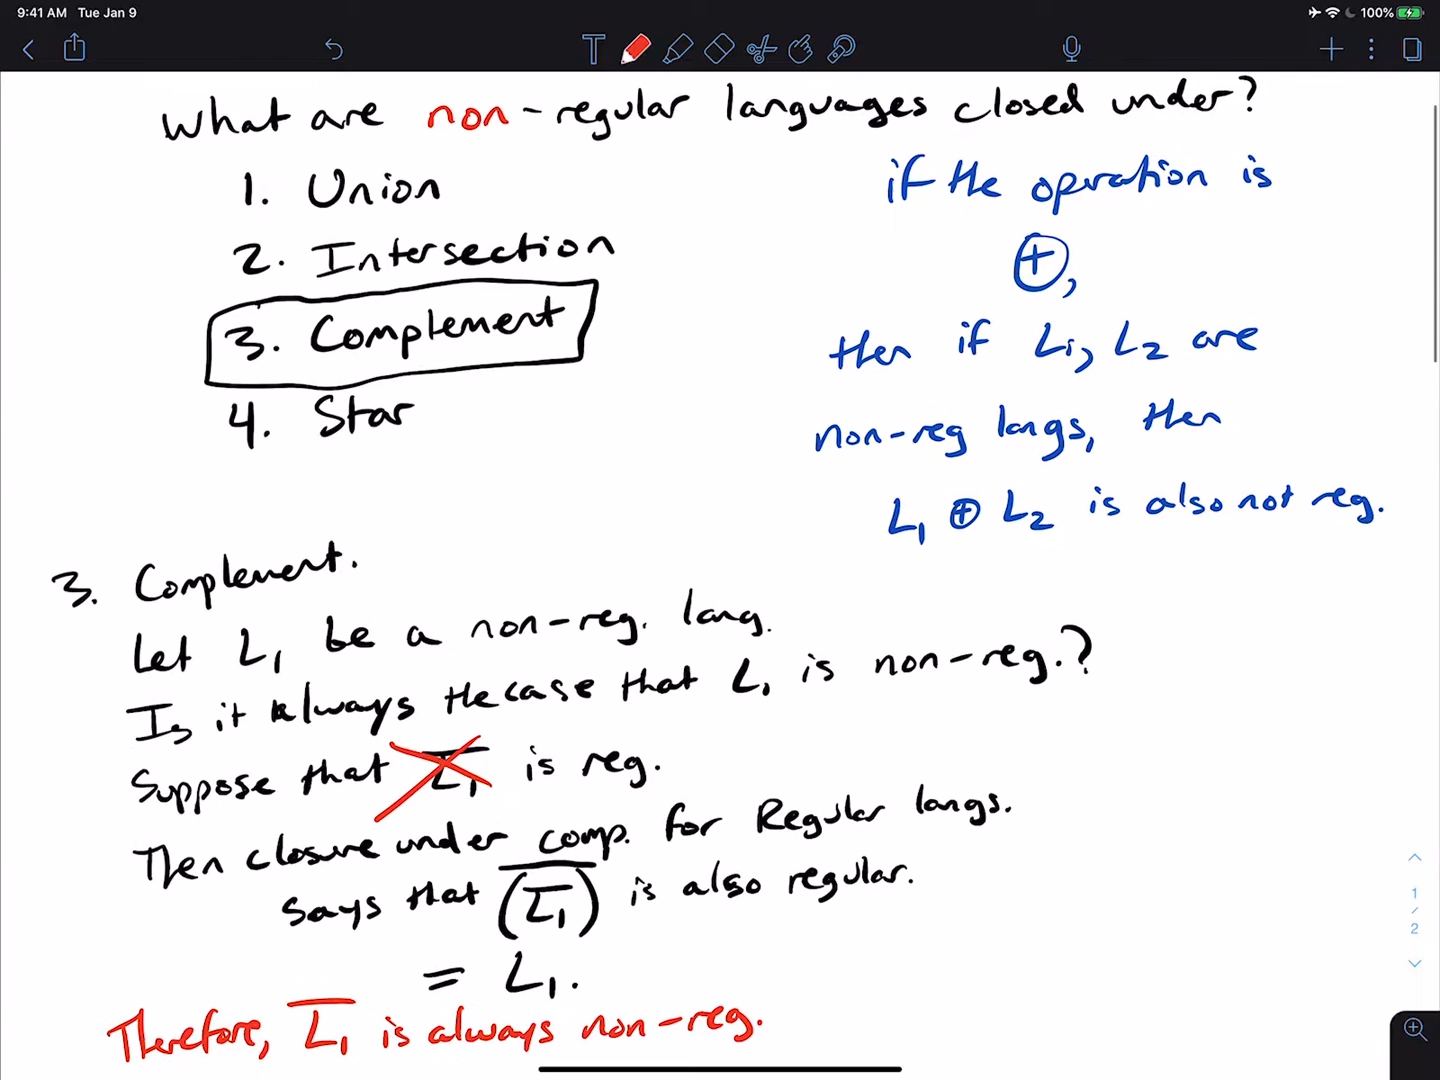 9:41 AM Tue Jan 9
100%
What are non-regular languages closed under?
1. Union
2. Intersection
3. Complement
4. Star
if the operation is
⊕,
then if L₁, L₂ are
non-reg langs, then
L₁ ⊕ L₂ is also not reg.
3. Complement.
Let L₁ be a non-reg. lang.
Is it always the case that L₁ is non-reg.?
Suppose that L̅₁ is reg.
Then closure under comp. for Regular langs.
says that \overline{(L̅₁)} is also regular.
= L₁.
Therefore, L̅₁ is always non-reg.
1
/
2